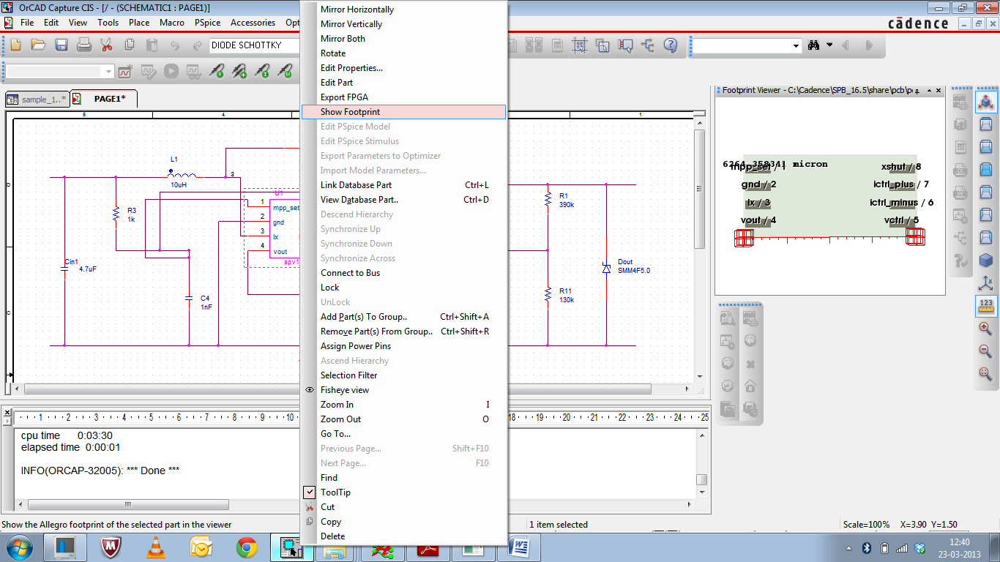 OrCAD Capture CIS - [/ - (SCHEMATIC1 : PAGE1)]
File Edit View Tools Place Macro PSpice Accessories Opt
cādence
DIODE SCHOTTKY
sample_1..*
PAGE1*
5
4
1
D
C
L1
10uH
3
R3
1k
Cin1
4.7uF
C4
1nF
U1
1
mpp_set
2
gnd
3
lx
4
vout
spv1
R1
390k
R11
130k
Dout
SMM4F5.0
Mirror Horizontally
Mirror Vertically
Mirror Both
Rotate
Edit Properties...
Edit Part
Export FPGA
Show Footprint
Edit PSpice Model
Edit PSpice Stimulus
Export Parameters to Optimizer
Import Model Parameters...
Link Database Part Ctrl+L
View Database Part.. Ctrl+D
Descend Hierarchy
Synchronize Up
Synchronize Down
Synchronize Across
Connect to Bus
Lock
UnLock
Add Part(s) To Group.. Ctrl+Shift+A
Remove Part(s) From Group.. Ctrl+Shift+R
Assign Power Pins
Ascend Hierarchy
Selection Filter
Fisheye view
Zoom In I
Zoom Out O
Go To...
Previous Page... Shift+F10
Next Page... F10
Find
ToolTip
Cut
Copy
Delete
Footprint Viewer - C:\Cadence\SPB_16.5\share\pcb\p
micron
mpp_set / 1
xshut / 8
gnd / 2
ictrl_plus / 7
lx / 3
ictrl_minus / 6
vout / 4
vctrl / 5
123
1 2 3 4 5 6 7 8 9 10
18 19 20 21 22 23 24 25
cpu time 0:03:30
elapsed time 0:00:01
INFO(ORCAP-32005): *** Done ***
Show the Allegro footprint of the selected part in the viewer
1 item selected
Scale=100% X=3.90 Y=1.50
12:40
23-03-2013